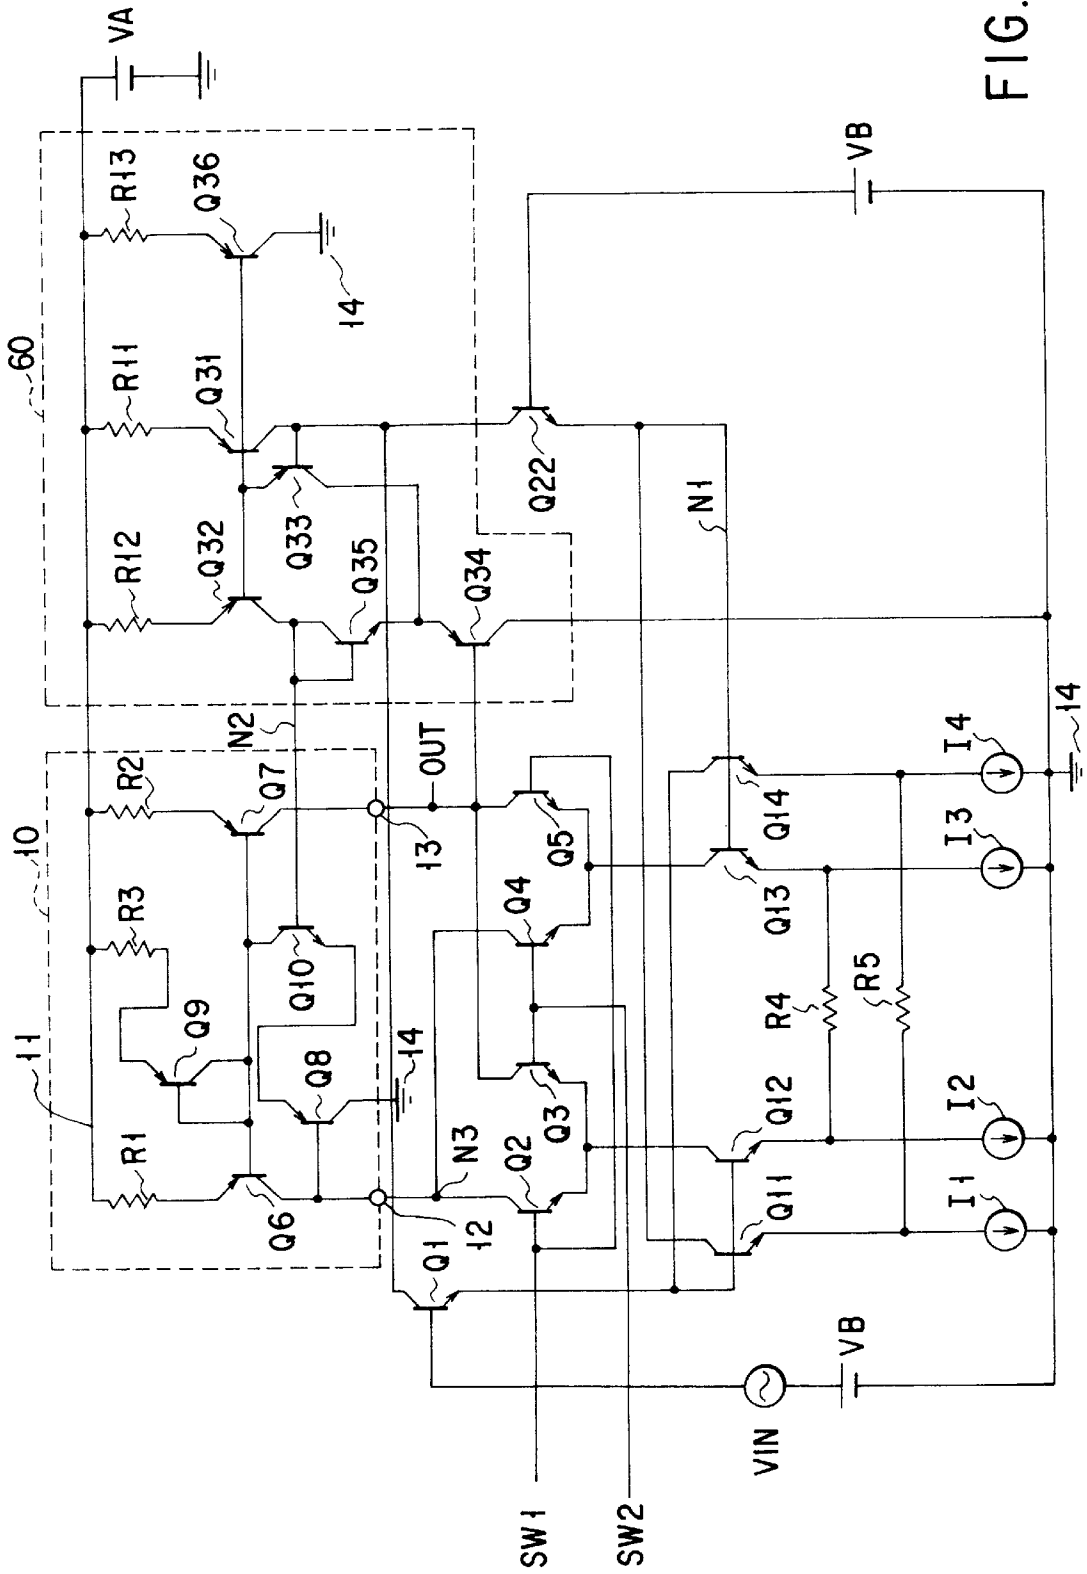 FIG.
60
VA
R12
R11
R13
Q32
Q31
Q36
14
Q33
Q35
Q34
VB
Q22
N1
N2
10
11
R1
R3
R2
Q9
Q7
Q6
Q10
Q8
14
12
13
OUT
N3
Q1
Q2
Q3
Q4
Q5
SW1
SW2
Q11
Q12
Q13
Q14
R4
R5
VIN
VB
I1
I2
I3
I4
14